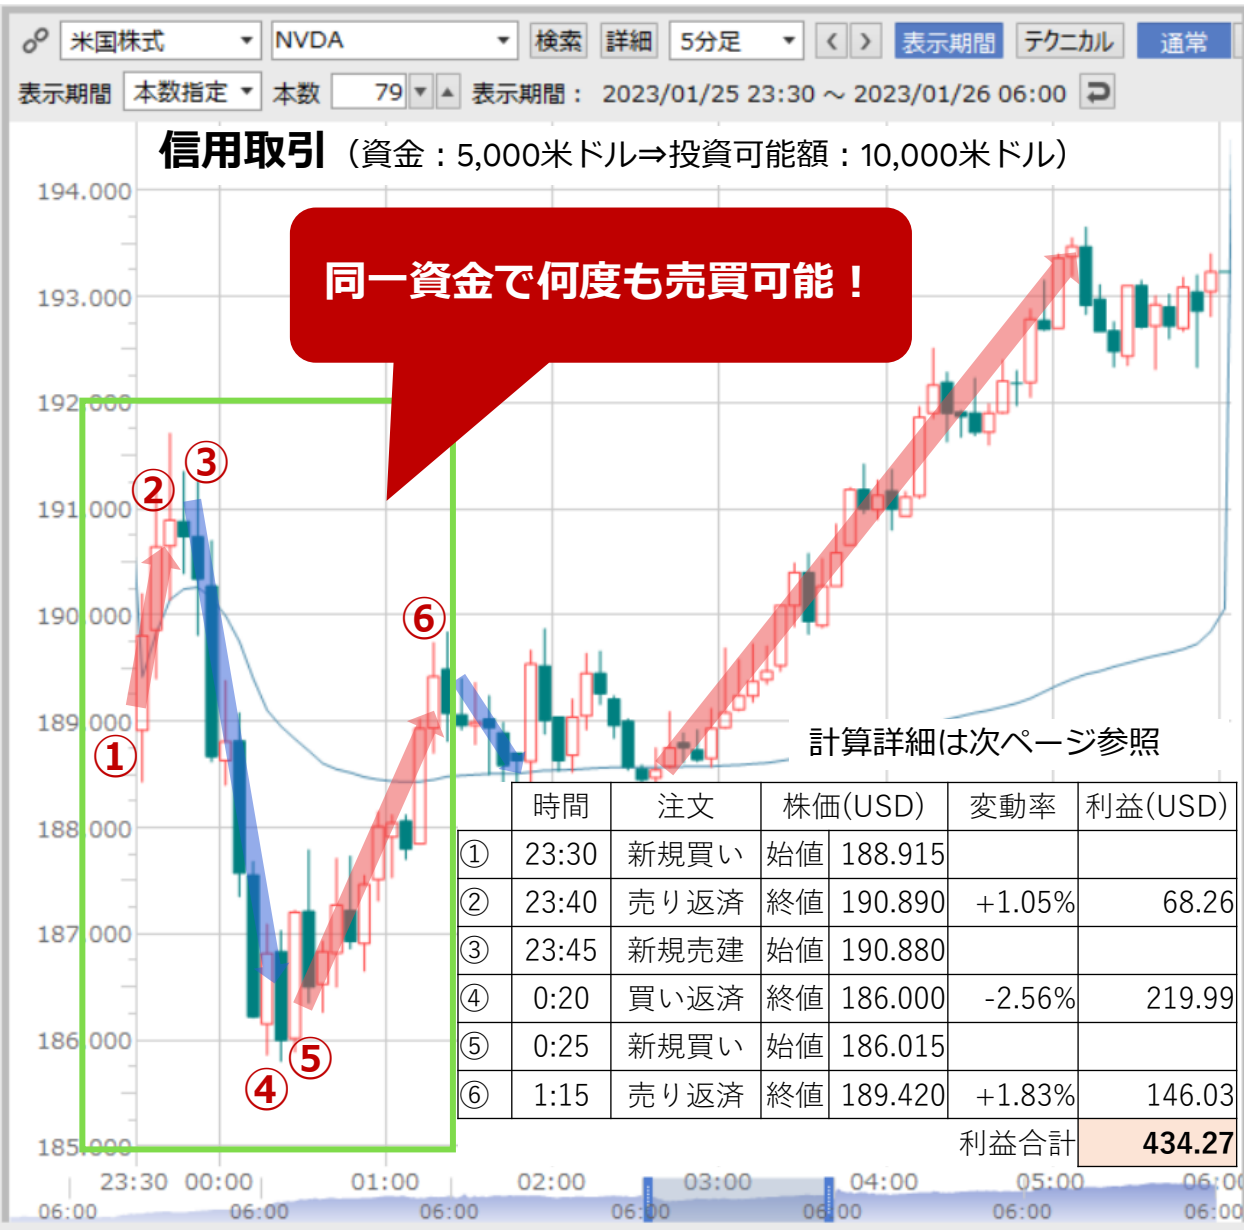 米国株式 NVDA 検索 詳細 5分足 表示期間 テクニカル 通常
表示期間 本数指定 本数 79 表示期間： 2023/01/25 23:30 ～ 2023/01/26 06:00
信用取引（資金：5,000米ドル⇒投資可能額：10,000米ドル）
194.000
同一資金で何度も売買可能！
193.000
192.000
③
②
191.000
190.000
⑥
189.000
①
計算詳細は次ページ参照
時間 注文 株価(USD) 変動率 利益(USD)
188.000
① 23:30 新規買い 始値 188.915
② 23:40 売り返済 終値 190.890 +1.05% 68.26
187.000
③ 23:45 新規売建 始値 190.880
④ 0:20 買い返済 終値 186.000 -2.56% 219.99
186.000
⑤ 0:25 新規買い 始値 186.015
⑤
④
⑥ 1:15 売り返済 終値 189.420 +1.83% 146.03
185.000
利益合計 434.27
23:30 00:00 01:00 02:00 03:00 04:00 05:00 06:00
06:00 06:00 06:00 06:00 06:00 06:00 06:00